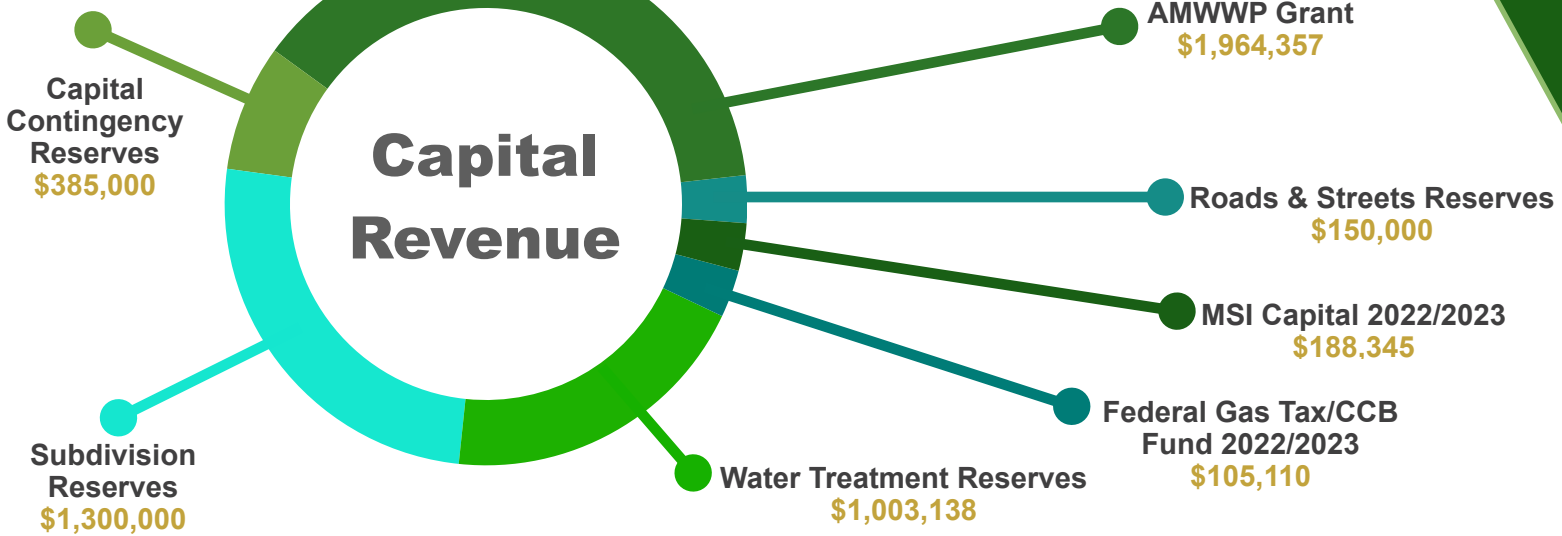 AMWWP Grant
$1,964,357
Capital
Contingency
Reserves
$385,000
Capital
Revenue
Roads & Streets Reserves
$150,000
MSI Capital 2022/2023
$188,345
Federal Gas Tax/CCB
Fund 2022/2023
$105,110
Subdivision
Reserves
$1,300,000
Water Treatment Reserves
$1,003,138